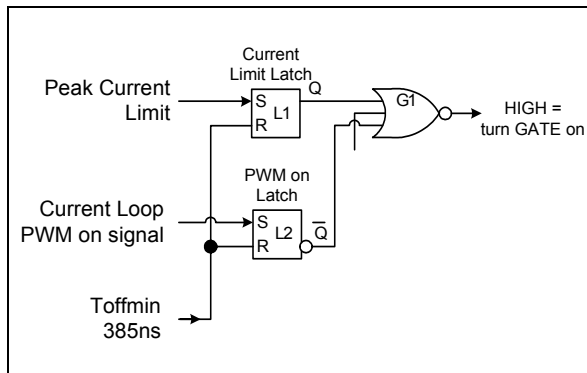 Current
Limit Latch
Peak Current
Limit
S
R
L1
Q
G1
HIGH =
turn GATE on
PWM on
Latch
Current Loop
PWM on signal
S
R
L2
Q
Toffmin
385ns